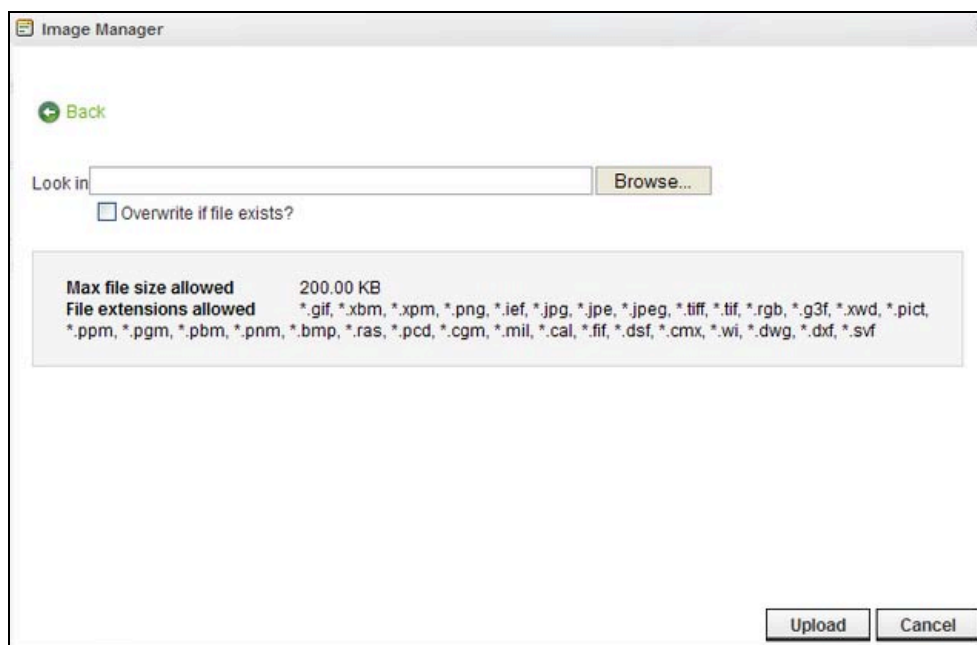 Image Manager
Back
Look in
Browse...
Overwrite if file exists?
Max file size allowed 200.00 KB
File extensions allowed *.gif, *.xbm, *.xpm, *.png, *.ief, *.jpg, *.jpe, *.jpeg, *.tiff, *.tif, *.rgb, *.g3f, *.xwd, *.pict,
*.ppm, *.pgm, *.pbm, *.pnm, *.bmp, *.ras, *.pcd, *.cgm, *.mil, *.cal, *.fif, *.dsf, *.cmx, *.wi, *.dwg, *.dxf, *.svf
Upload
Cancel